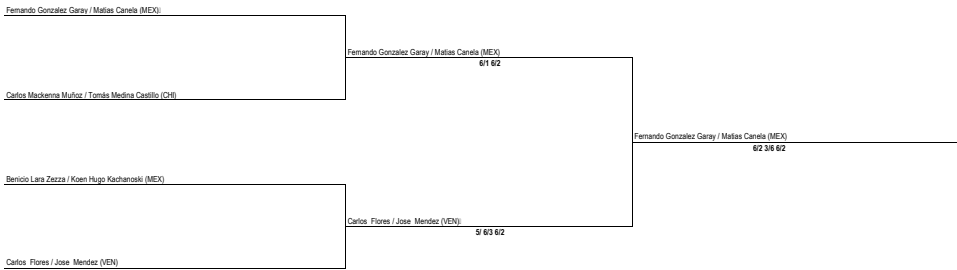 Fernando Gonzalez Garay / Matias Canela (MEX)
Fernando Gonzalez Garay / Matias Canela (MEX)
6/1 6/2
Carlos Mackenna Muñoz / Tomás Medina Castillo (CHI)
Fernando Gonzalez Garay / Matias Canela (MEX)
6/2 3/6 6/2
Benicio Lara Zezza / Koen Hugo Kachanoski (MEX)
Carlos Flores / Jose Mendez (VEN)
5/ 6/3 6/2
Carlos Flores / Jose Mendez (VEN)